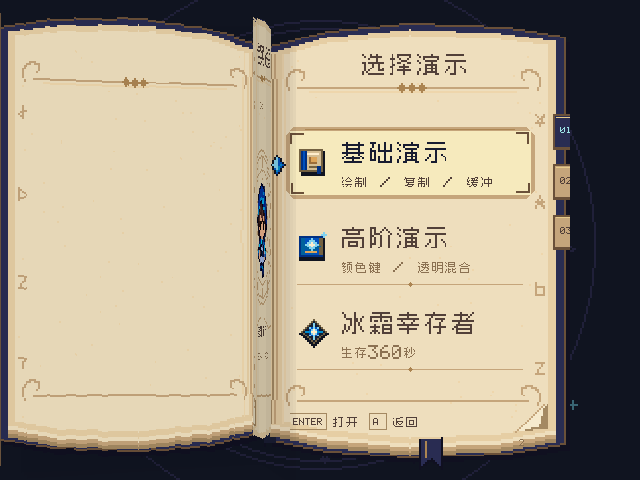 选择演示
基础演示
绘制 / 复制 / 缓冲
高阶演示
颜色键 / 透明混合
冰霜幸存者
生存360秒
ENTER 打开 A 返回
01
02
03